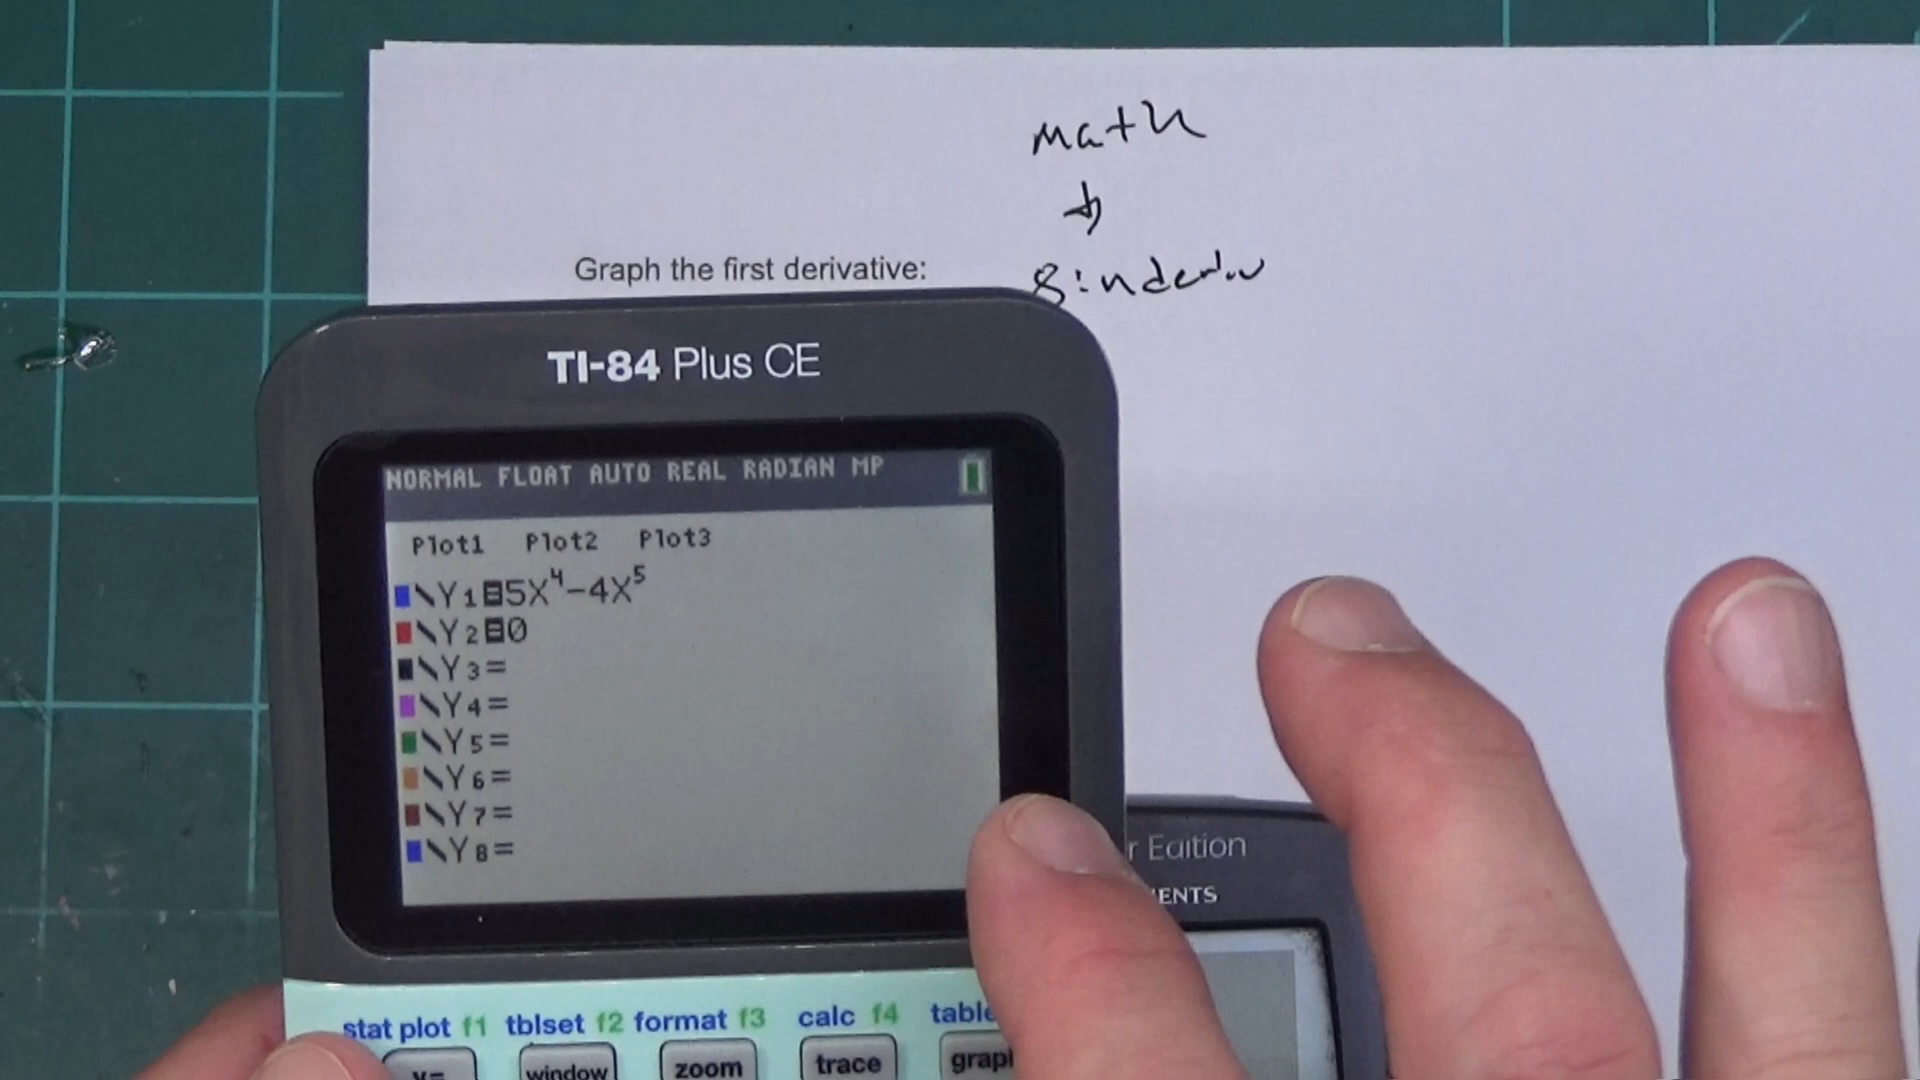 math
8: nderiv
Graph the first derivative:
TI-84 Plus CE
NORMAL FLOAT AUTO REAL RADIAN MP
Plot1 Plot2 Plot3
\Y1=5X⁴-4X⁵
\Y2=0
\Y3=
\Y4=
\Y5=
\Y6=
\Y7=
\Y8=
r Edition
ENTS
stat plot f1 tblset f2 format f3 calc f4 table
y= window zoom trace graph